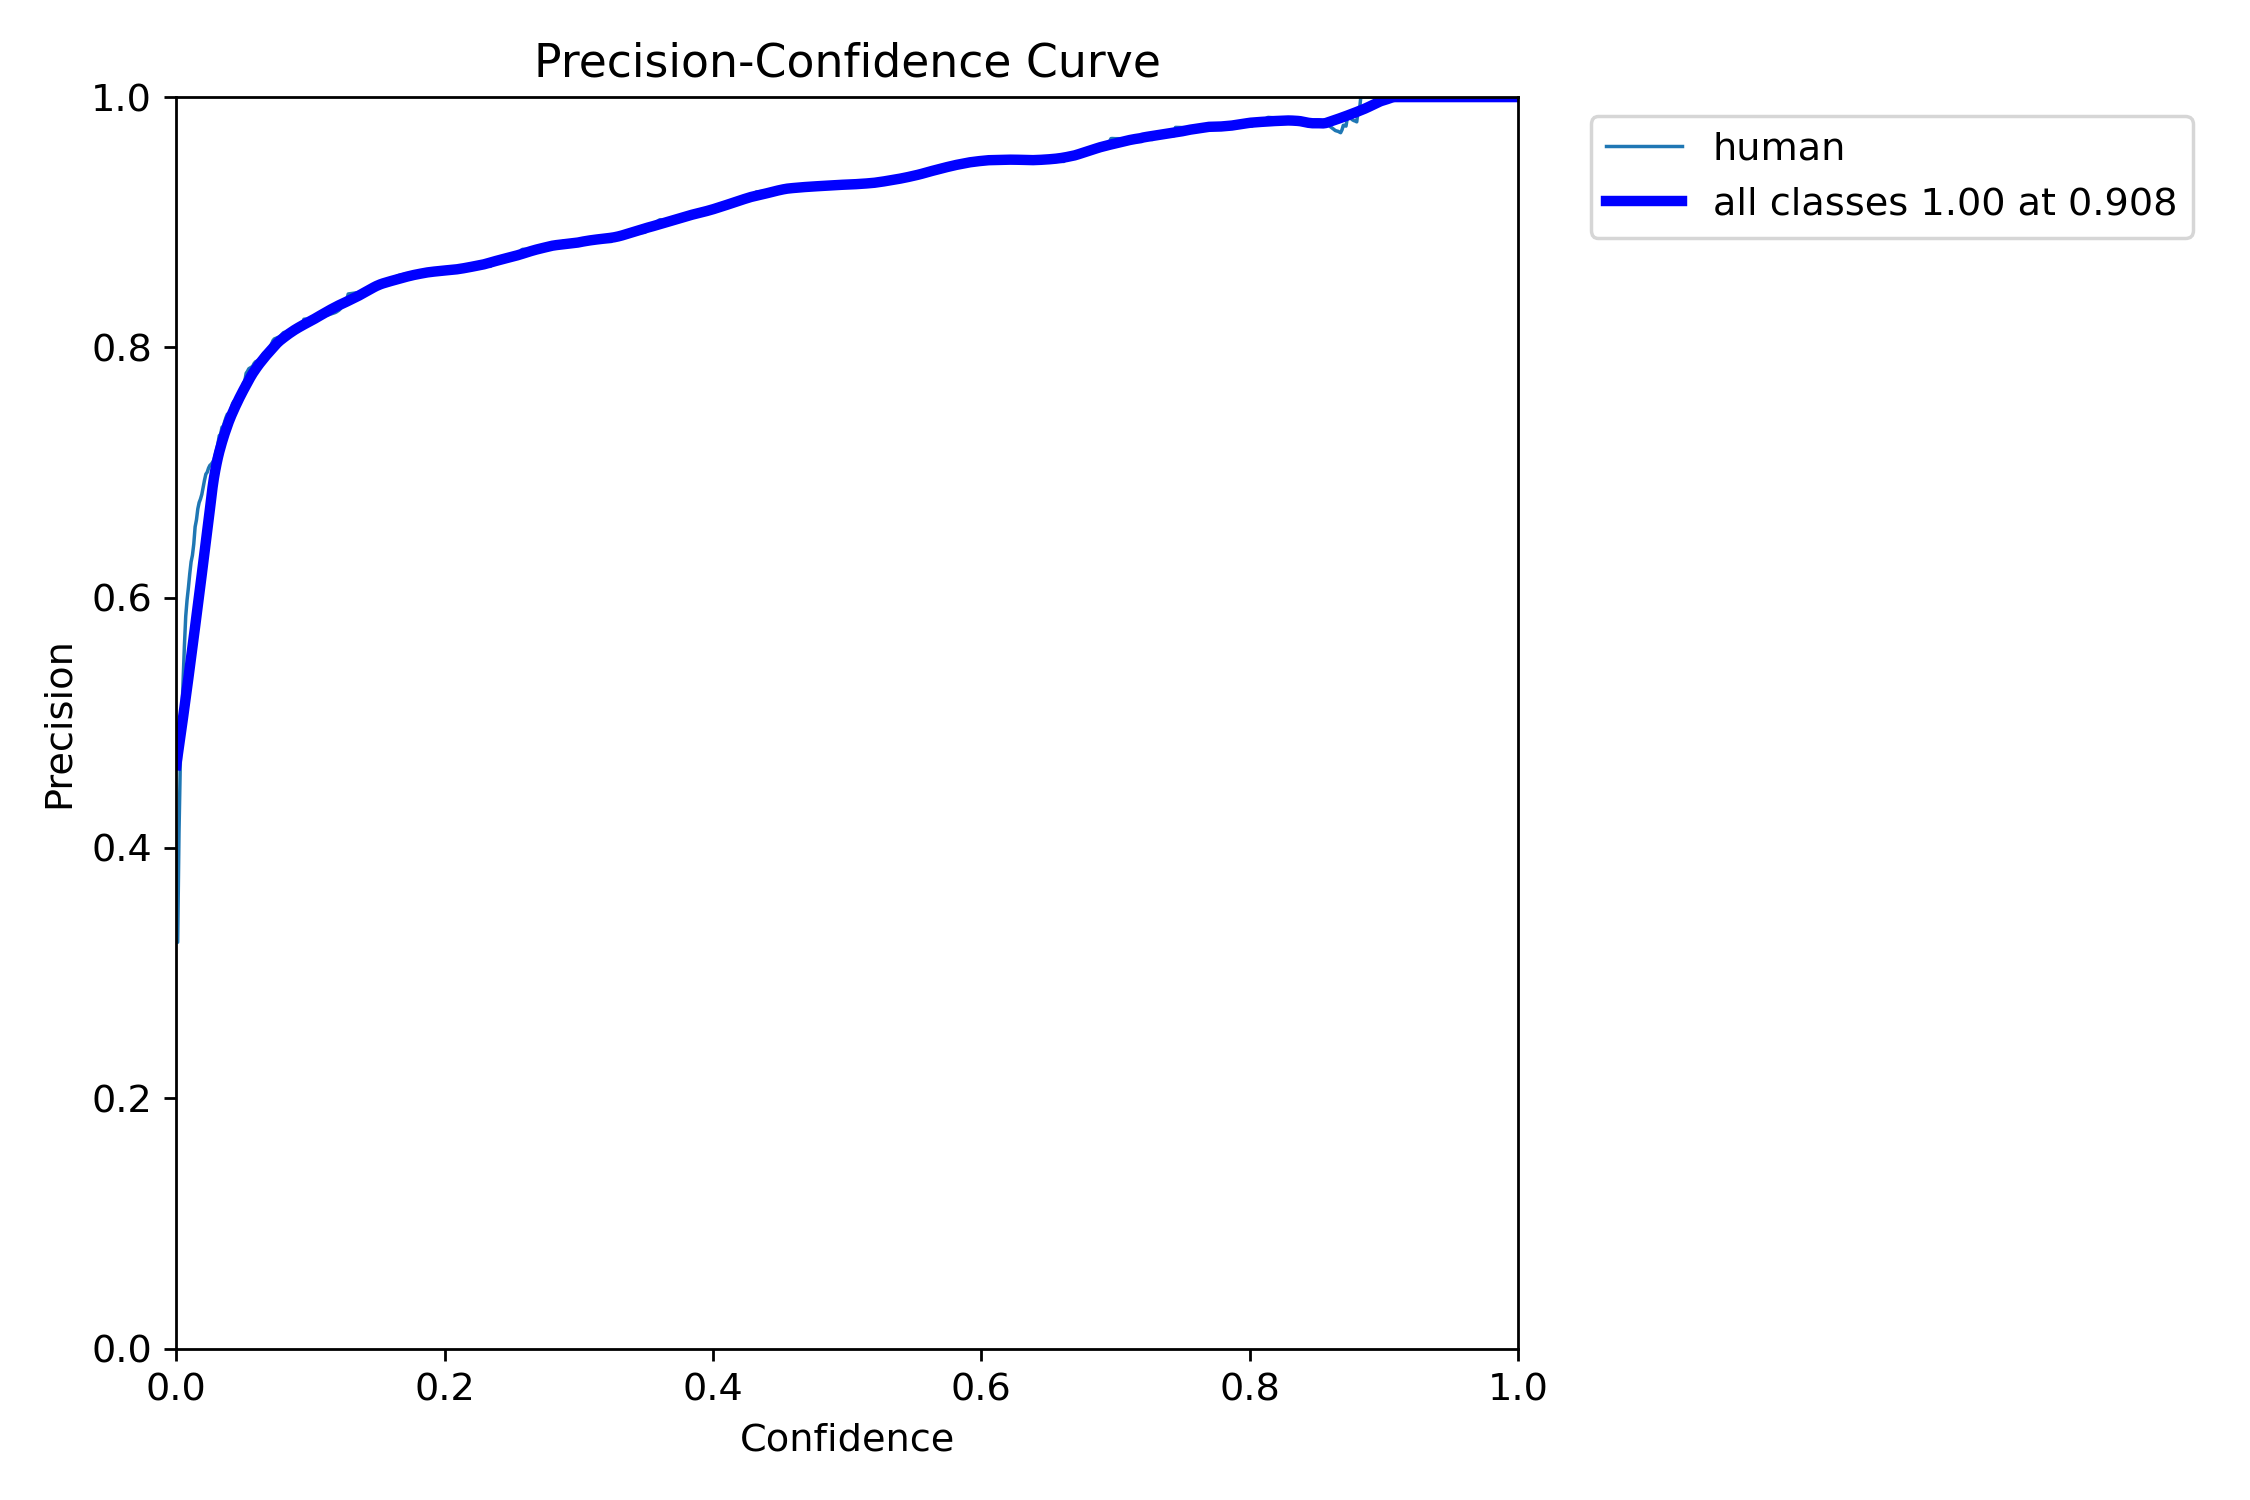 Precision-Confidence Curve
1.0
0.8
0.6
0.4
0.2
0.0
Precision
0.0 0.2 0.4 0.6 0.8 1.0
Confidence
human
all classes 1.00 at 0.908